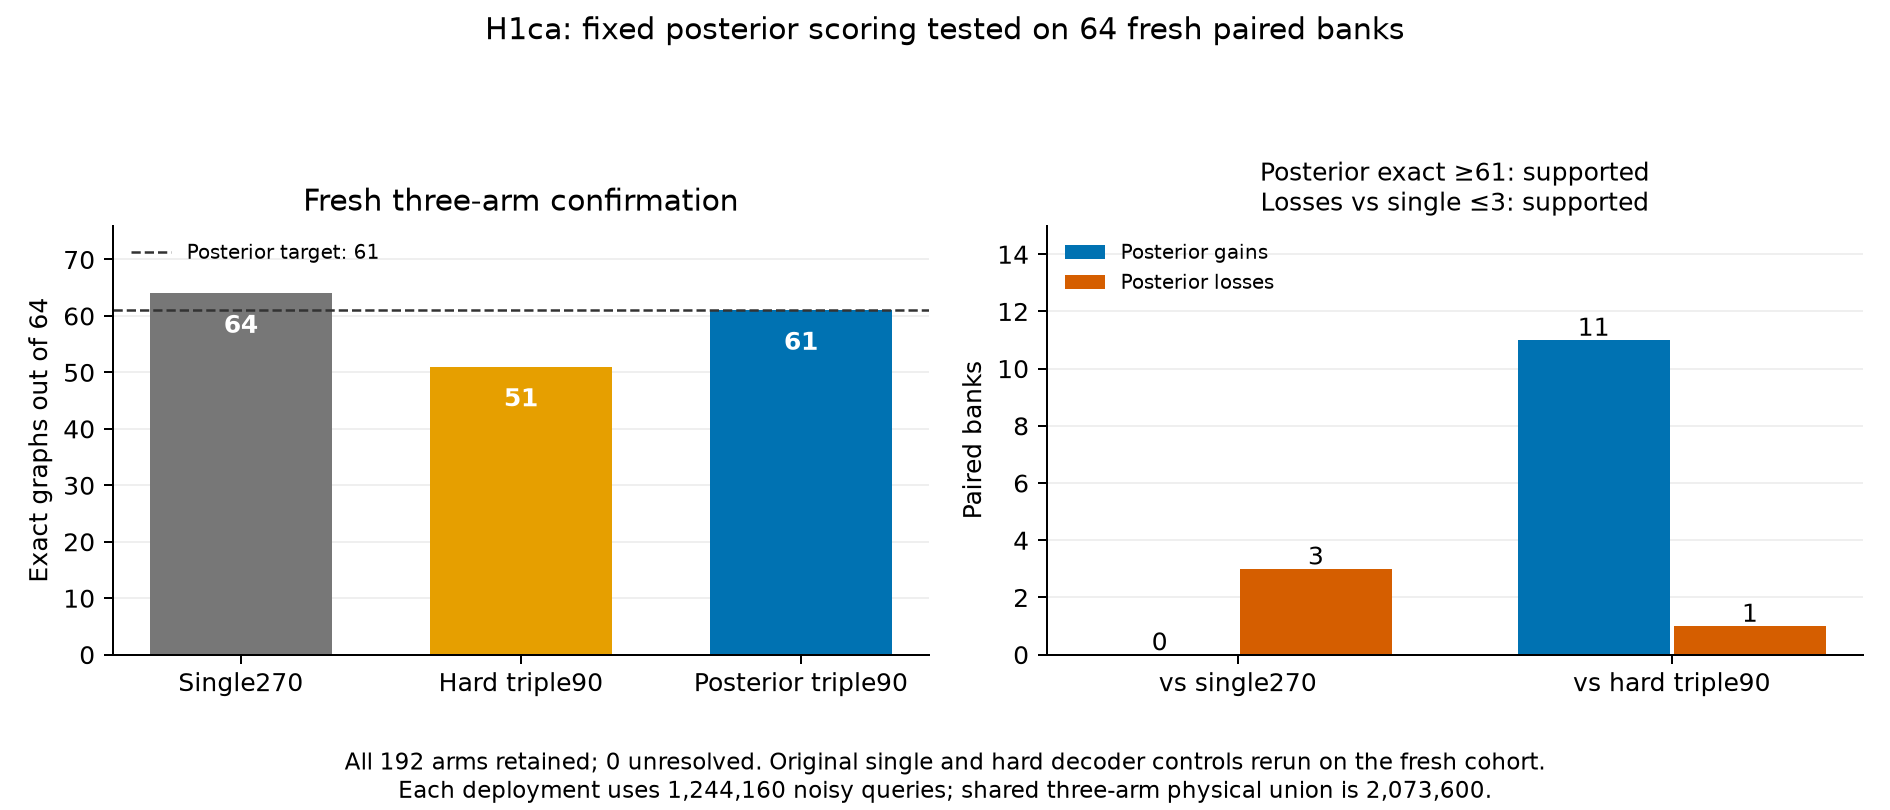 H1ca: fixed posterior scoring tested on 64 fresh paired banks
Fresh three-arm confirmation
Posterior target: 61
Exact graphs out of 64
70
60
50
40
30
20
10
0
64
51
61
Single270
Hard triple90
Posterior triple90
Posterior exact ≥61: supported
Losses vs single ≤3: supported
Posterior gains
Posterior losses
Paired banks
14
12
10
8
6
4
2
0
0
3
11
1
vs single270
vs hard triple90
All 192 arms retained; 0 unresolved. Original single and hard decoder controls rerun on the fresh cohort.
Each deployment uses 1,244,160 noisy queries; shared three-arm physical union is 2,073,600.